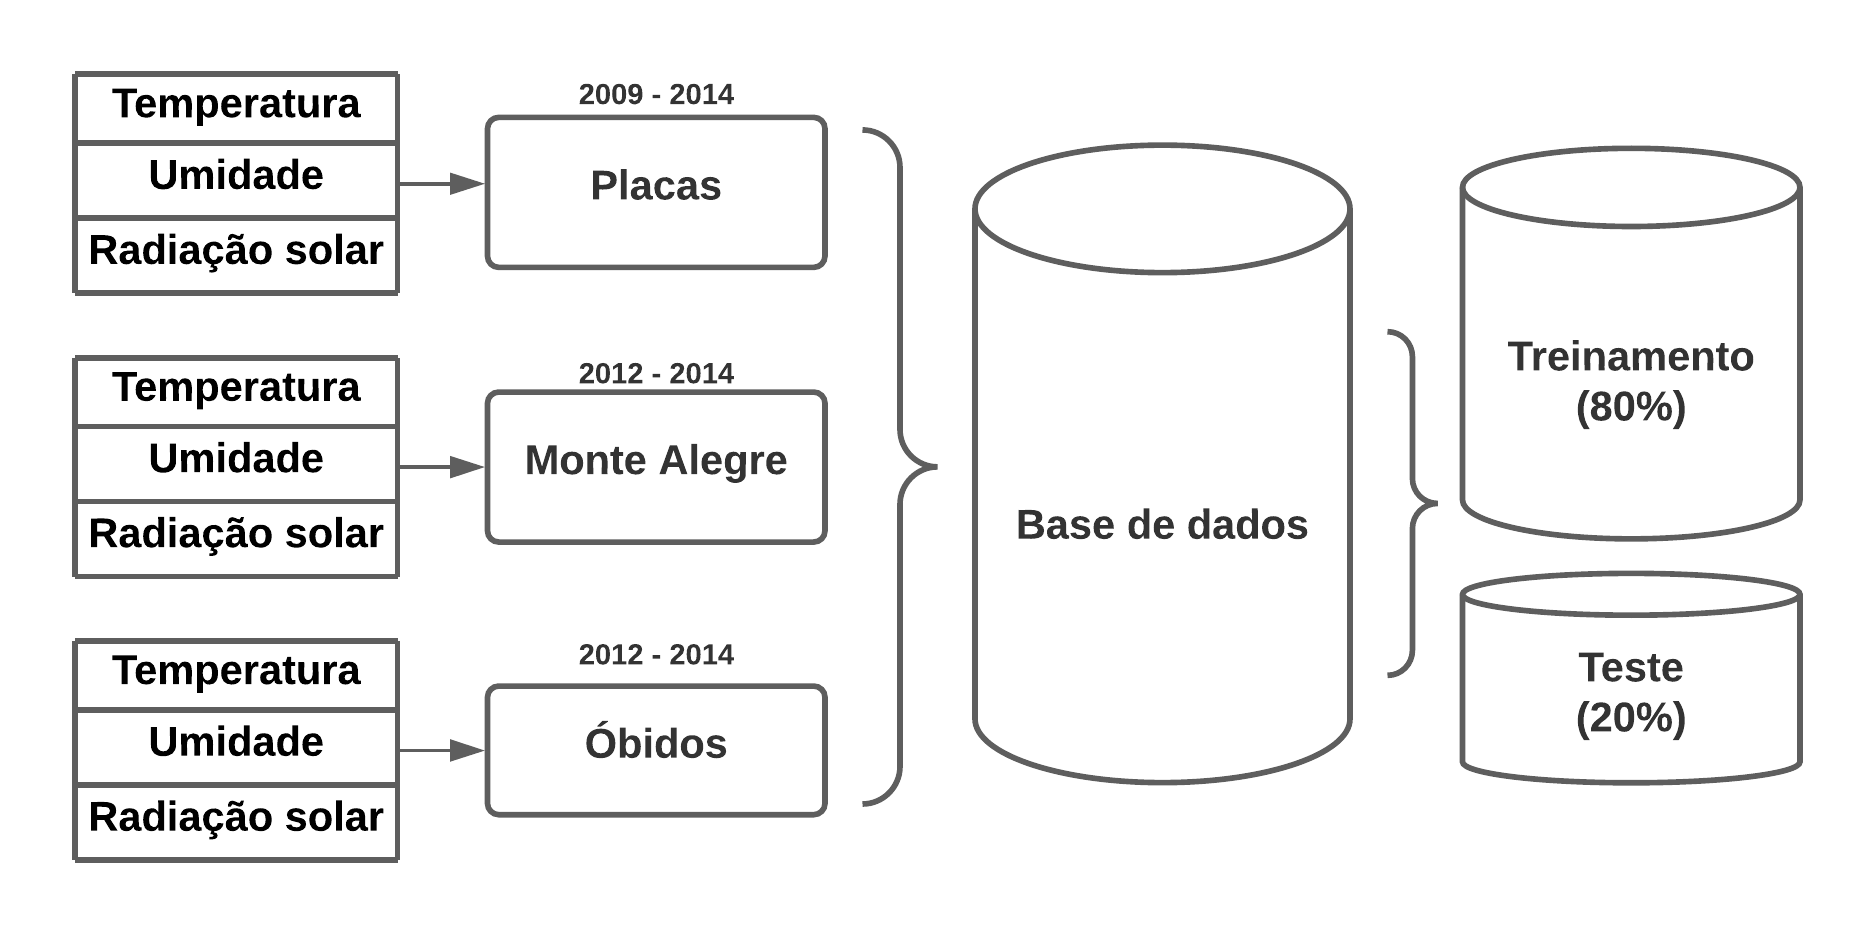 Temperatura
Umidade
Radiação solar
2009 - 2014
Placas
Temperatura
Umidade
Radiação solar
2012 - 2014
Monte Alegre
Temperatura
Umidade
Radiação solar
2012 - 2014
Óbidos
Base de dados
Treinamento
(80%)
Teste
(20%)